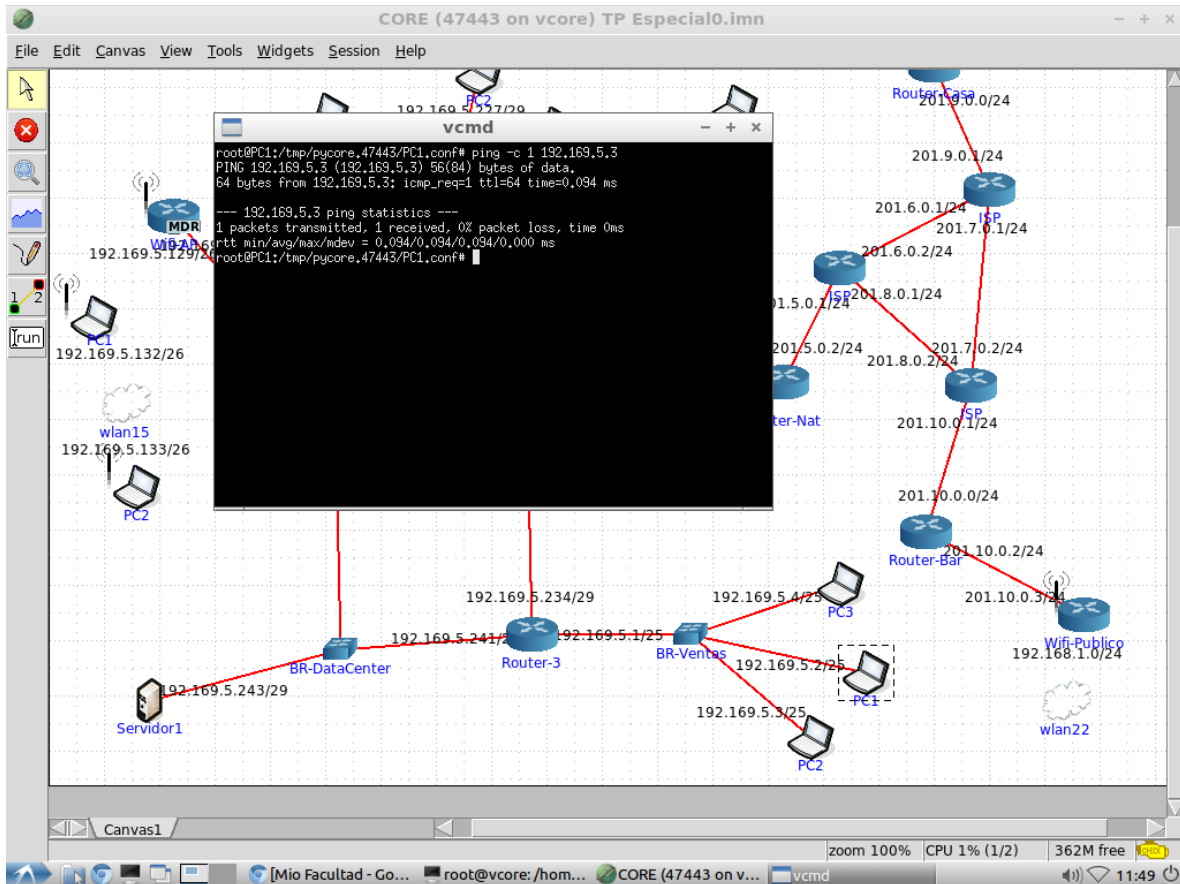 CORE (47443 on vcore) TP Especial0.imn
File Edit Canvas View Tools Widgets Session Help
PC2
192.169.5.227/29
Router-Casa
201.9.0.0/24
vcmd
root@PC1:/tmp/pycore.47443/PC1.conf# ping -c 1 192.169.5.3
PING 192.169.5.3 (192.169.5.3) 56(84) bytes of data.
64 bytes from 192.169.5.3: icmp_req=1 ttl=64 time=0.094 ms
--- 192.169.5.3 ping statistics ---
1 packets transmitted, 1 received, 0% packet loss, time 0ms
rtt min/avg/max/mdev = 0.094/0.094/0.094/0.000 ms
root@PC1:/tmp/pycore.47443/PC1.conf#
201.9.0.1/24
ISP
201.6.0.1/24
201.7.0.1/24
MDR
192.169.5.129/26
201.6.0.2/24
ISP
201.8.0.1/24
01.5.0.1/24
1 2
run
PC1
192.169.5.132/26
201.5.0.2/24
201.7.0.2/24
201.8.0.2/24
ISP
ter-Nat
201.10.0.1/24
wlan15
192.169.5.133/26
PC2
201.10.0.0/24
Router-Bar
201.10.0.2/24
192.169.5.234/29
192.169.5.4/25
PC3
201.10.0.3/24
Wifi-Publico
192.168.1.0/24
192.169.5.241/2
192.169.5.1/25
Router-3
BR-Ventas
BR-DataCenter
192.169.5.2/25
PC1
192.169.5.243/29
Servidor1
192.169.5.3/25
PC2
wlan22
Canvas1
zoom 100%
CPU 1% (1/2)
362M free
CHECK
[Mio Facultad - Go...
root@vcore: /hom...
CORE (47443 on v...
vcmd
11:49